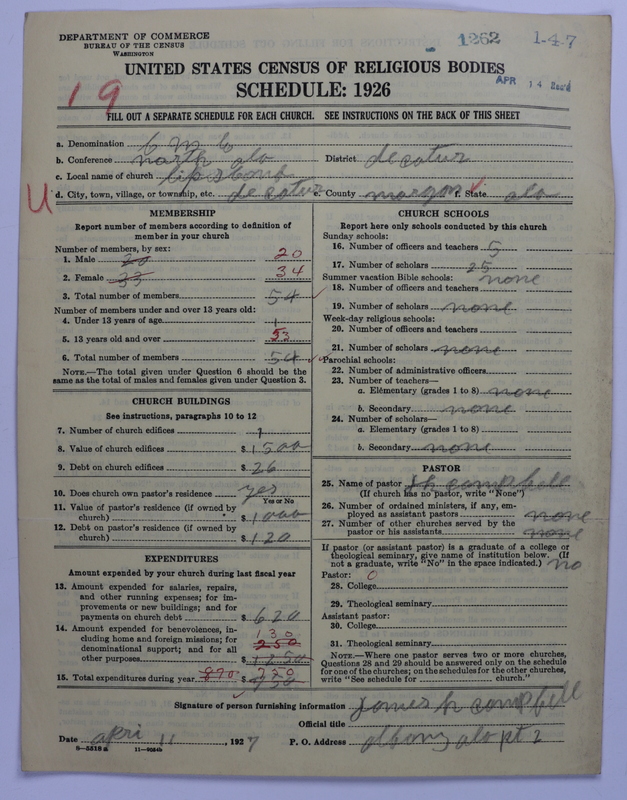 DEPARTMENT OF COMMERCE
BUREAU OF THE CENSUS
WASHINGTON
1262 1-4-7
UNITED STATES CENSUS OF RELIGIOUS BODIES
APR 14
SCHEDULE: 1926
19
FILL OUT A SEPARATE SCHEDULE FOR EACH CHURCH. SEE INSTRUCTIONS ON THE BACK OF THIS SHEET
a. Denomination C M E
b. Conference north ala District decatur
c. Local name of church
U d. City, town, village, or township, etc. decatur e. County morgan f. State ala
MEMBERSHIP
Report number of members according to definition of
member in your church
Number of members, by sex:
1. Male 20 20
2. Female 33 34
3. Total number of members 54
Number of members under and over 13 years old:
4. Under 13 years of age 1
5. 13 years old and over 53
6. Total number of members 54
NOTE.—The total given under Question 6 should be
same as the total of males and females given under Question 3.
CHURCH BUILDINGS
See instructions, paragraphs 10 to 12
7. Number of church edifices 1
8. Value of church edifices $ 1500
9. Debt on church edifices $ 26
10. Does church own pastor's residence yes
Yes or No
11. Value of pastor's residence (if owned by
church) $ 1000
12. Debt on pastor's residence (if owned by
church) $ 120
EXPENDITURES
Amount expended by your church during last fiscal year
13. Amount expended for salaries, repairs,
and other running expenses; for im-
provements or new buildings; and for
payments on church debt $ 620
14. Amount expended for benevolences, in-
cluding home and foreign missions; for 130
denominational support; and for all 250
other purposes $
15. Total expenditures during year 870 750 $
CHURCH SCHOOLS
Report here only schools conducted by this church
Sunday schools:
16. Number of officers and teachers 5
17. Number of scholars 25
Summer vacation Bible schools: none
18. Number of officers and teachers
19. Number of scholars none
Week-day religious schools:
20. Number of officers and teachers
21. Number of scholars none
Parochial schools:
22. Number of administrative officers
23. Number of teachers—
a. Elementary (grades 1 to 8) none
b. Secondary none
24. Number of scholars—
a. Elementary (grades 1 to 8)
b. Secondary none
PASTOR
25. Name of pastor J h campbell
(If church has no pastor, write "None")
26. Number of ordained ministers, if any, em-
ployed as assistant pastors none
27. Number of other churches served by the
pastor or his assistants none
If pastor (or assistant pastor) is a graduate of a college or
theological seminary, give name of institution below. (If
not a graduate, write "No" in the space indicated.) no
Pastor: 0
28. College
29. Theological seminary
Assistant pastor:
30. College
31. Theological seminary
NOTE.—Where one pastor serves two or more churches,
Questions 28 and 29 should be answered only on the schedule
for one of the churches; on the schedules for the other churches,
write "See schedule for church."
Signature of person furnishing information James h campbell
Official title
Date apri 11, 1927 P. O. Address albany ala pt 2
8-5518 a